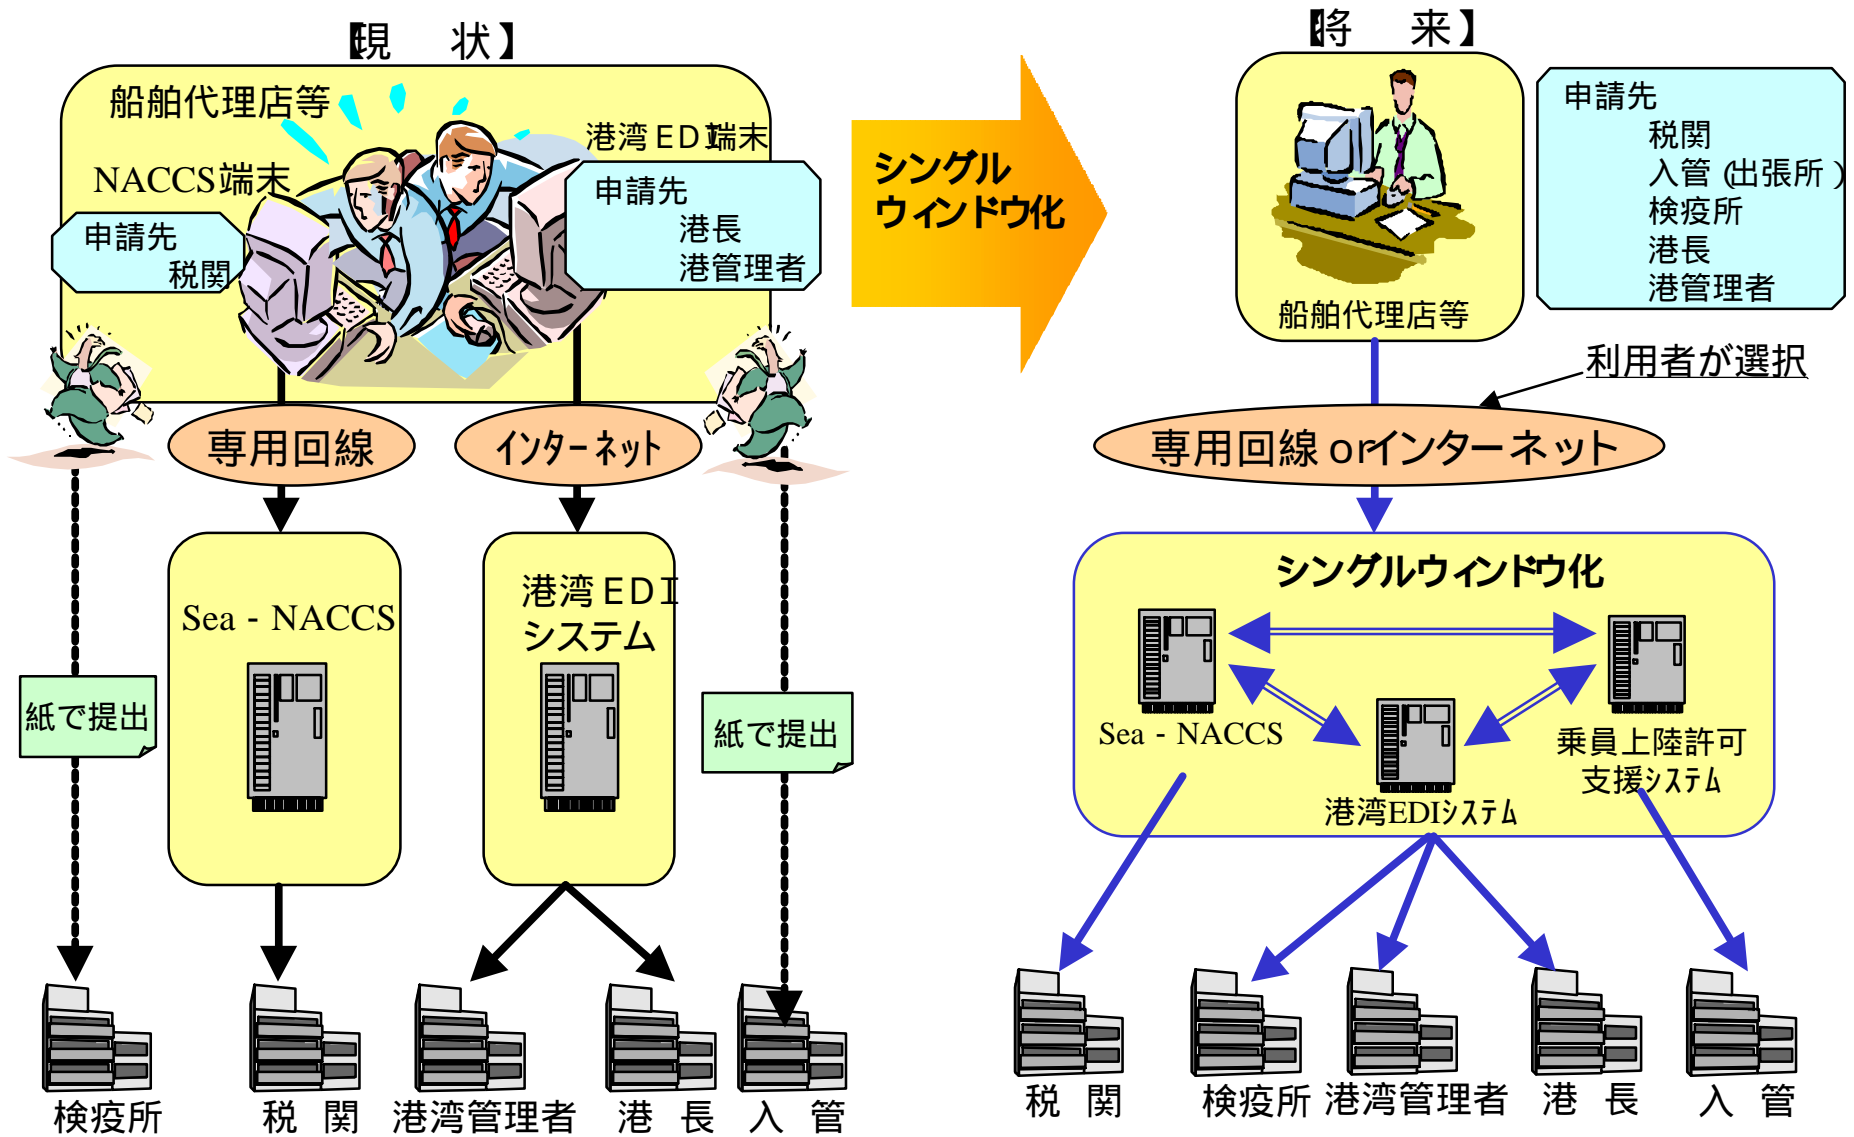 【現 状】
船舶代理店等
港湾EDI端末
NACCS端末
申請先
税関
申請先
港長
港管理者
専用回線
インターネット
Sea - NACCS
港湾EDI
システム
紙で提出
紙で提出
検疫所
税 関
港湾管理者
港 長
入 管
シングル
ウィンドウ化
【将 来】
船舶代理店等
申請先
税関
入管(出張所)
検疫所
港長
港管理者
利用者が選択
専用回線orインターネット
シングルウィンドウ化
Sea - NACCS
港湾EDIシステム
乗員上陸許可
支援システム
税 関
検疫所
港湾管理者
港 長
入 管